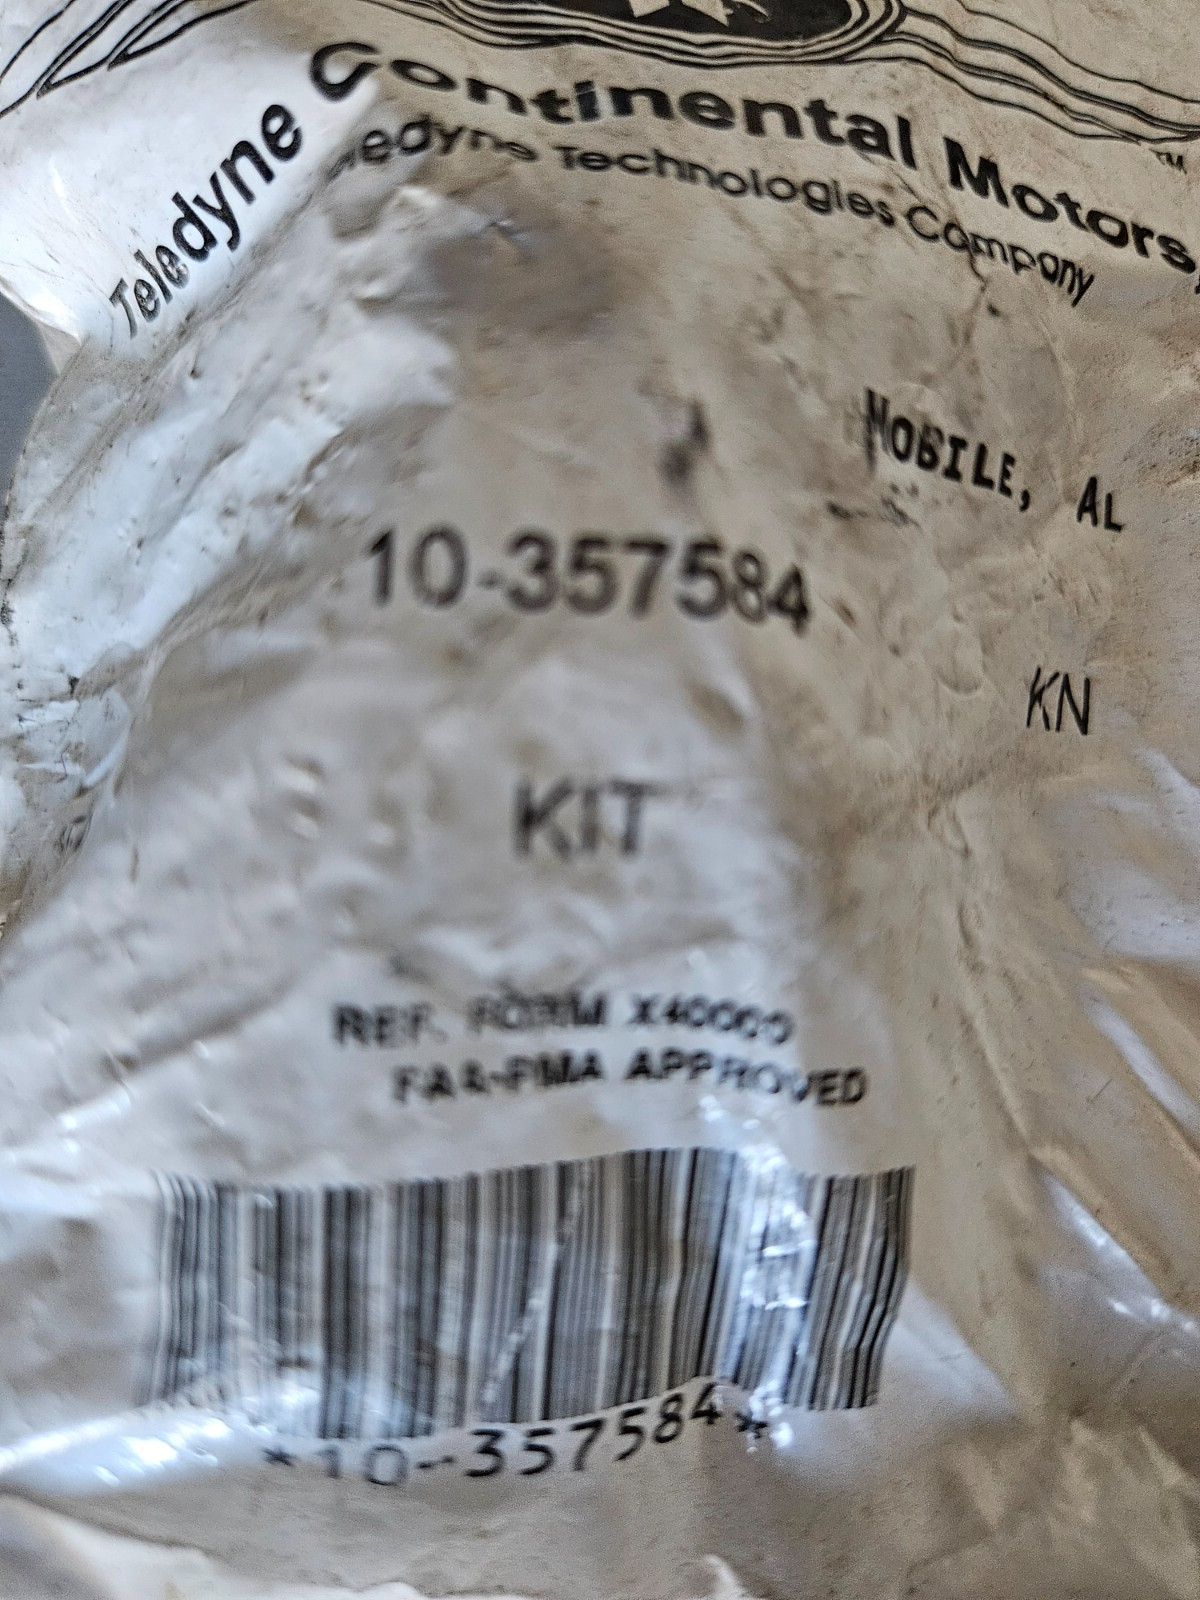 Teledyne Continental Motors,
Teledyne Technologies Company
TM
MOBILE, AL
10-357584
KN
KIT
REF. FORM X40000
FAA-PMA APPROVED
*10-357584*